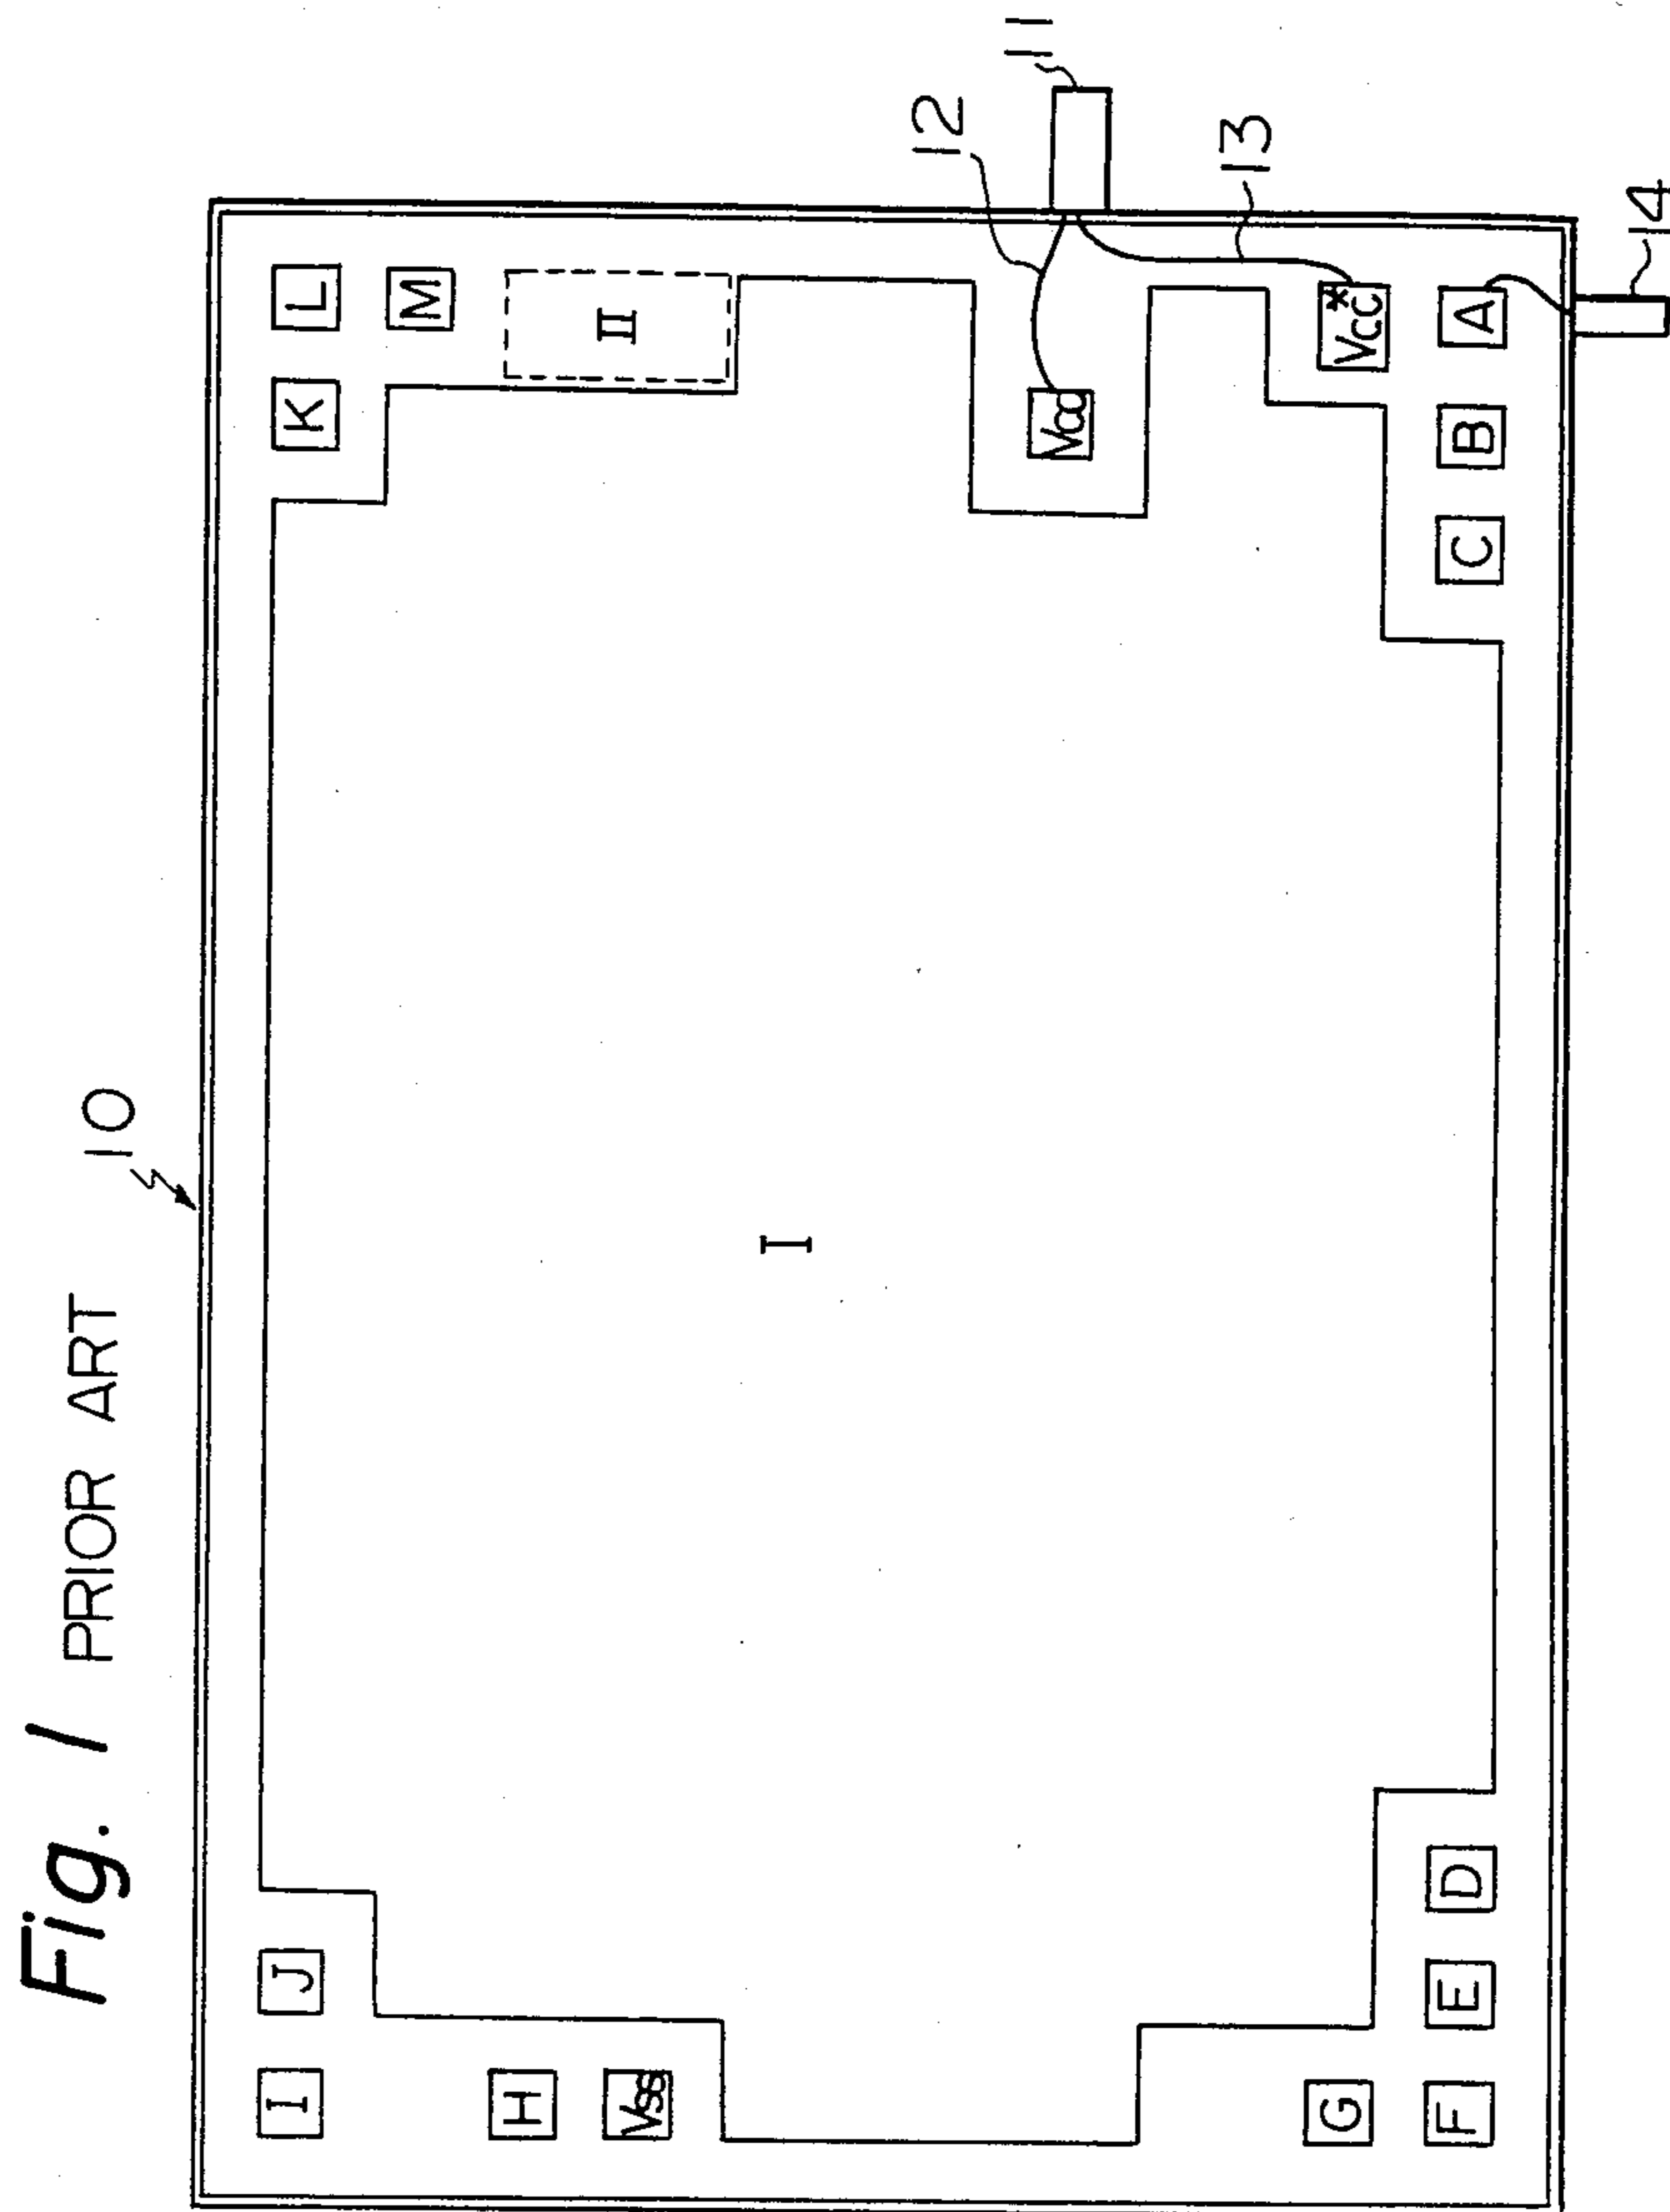 Fig. 1 PRIOR ART
10
I J K L
M
H II
Vss
I
12
11
Vcc
13
G Vcc*
F E D C B A
14